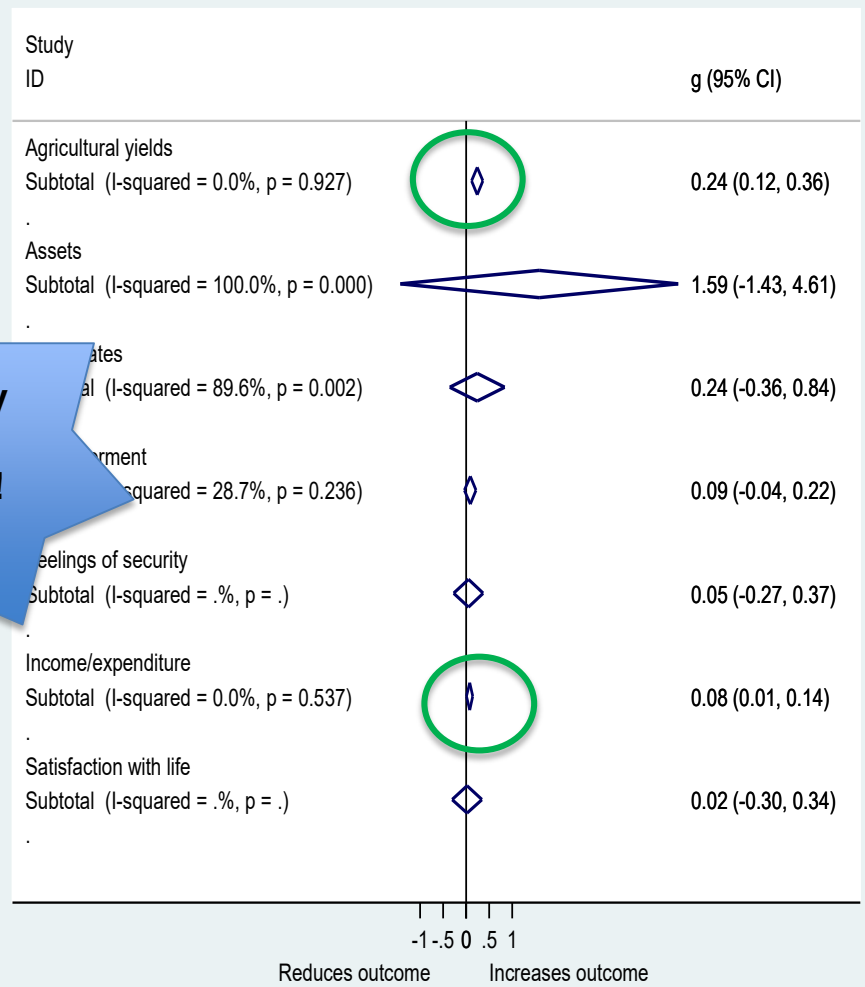 Study
ID
g (95% CI)
Agricultural yields
Subtotal (I-squared = 0.0%, p = 0.927)
0.24 (0.12, 0.36)
.
Assets
Subtotal (I-squared = 100.0%, p = 0.000)
1.59 (-1.43, 4.61)
.
(I-squared = 89.6%, p = 0.002)
0.24 (-0.36, 0.84)
= 28.7%, p = 0.236)
0.09 (-0.04, 0.22)
of security
Subtotal (I-squared = .%, p = .)
0.05 (-0.27, 0.37)
.
Income/expenditure
Subtotal (I-squared = 0.0%, p = 0.537)
0.08 (0.01, 0.14)
.
Satisfaction with life
Subtotal (I-squared = .%, p = .)
0.02 (-0.30, 0.34)
.
-1 -.5 0 .5 1
Reduces outcome
Increases outcome